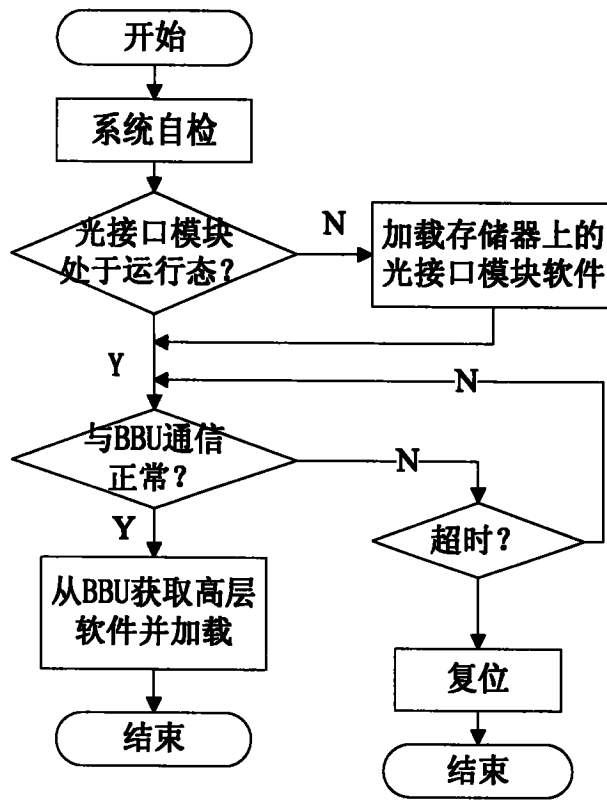 开始
系统自检
光接口模块
处于运行态？
N
加载存储器上的
光接口模块软件
Y
N
与BBU通信
正常？
N
Y
超时？
从BBU获取高层
软件并加载
复位
结束
结束